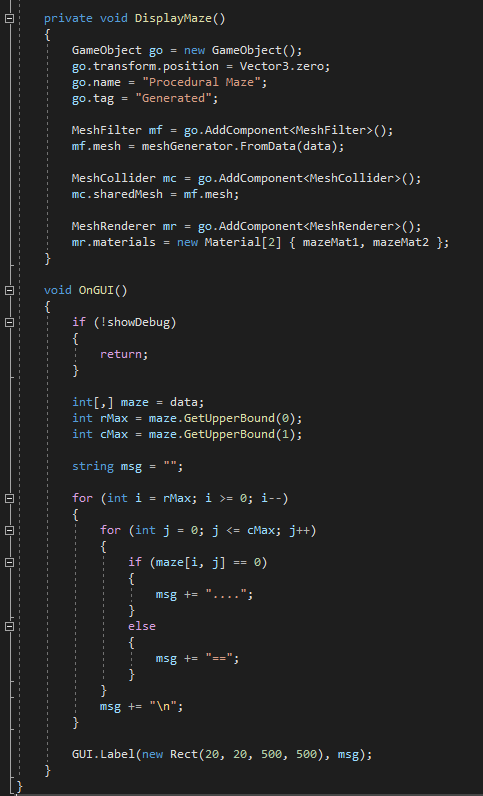 private void DisplayMaze()
{
GameObject go = new GameObject();
go.transform.position = Vector3.zero;
go.name = "Procedural Maze";
go.tag = "Generated";
MeshFilter mf = go.AddComponent<MeshFilter>();
mf.mesh = meshGenerator.FromData(data);
MeshCollider mc = go.AddComponent<MeshCollider>();
mc.sharedMesh = mf.mesh;
MeshRenderer mr = go.AddComponent<MeshRenderer>();
mr.materials = new Material[2] { mazeMat1, mazeMat2 };
}
void OnGUI()
{
if (!showDebug)
{
return;
}
int[,] maze = data;
int rMax = maze.GetUpperBound(0);
int cMax = maze.GetUpperBound(1);
string msg = "";
for (int i = rMax; i >= 0; i--)
{
for (int j = 0; j <= cMax; j++)
{
if (maze[i, j] == 0)
{
msg += "....";
}
else
{
msg += "==";
}
}
msg += "\n";
}
GUI.Label(new Rect(20, 20, 500, 500), msg);
}
}